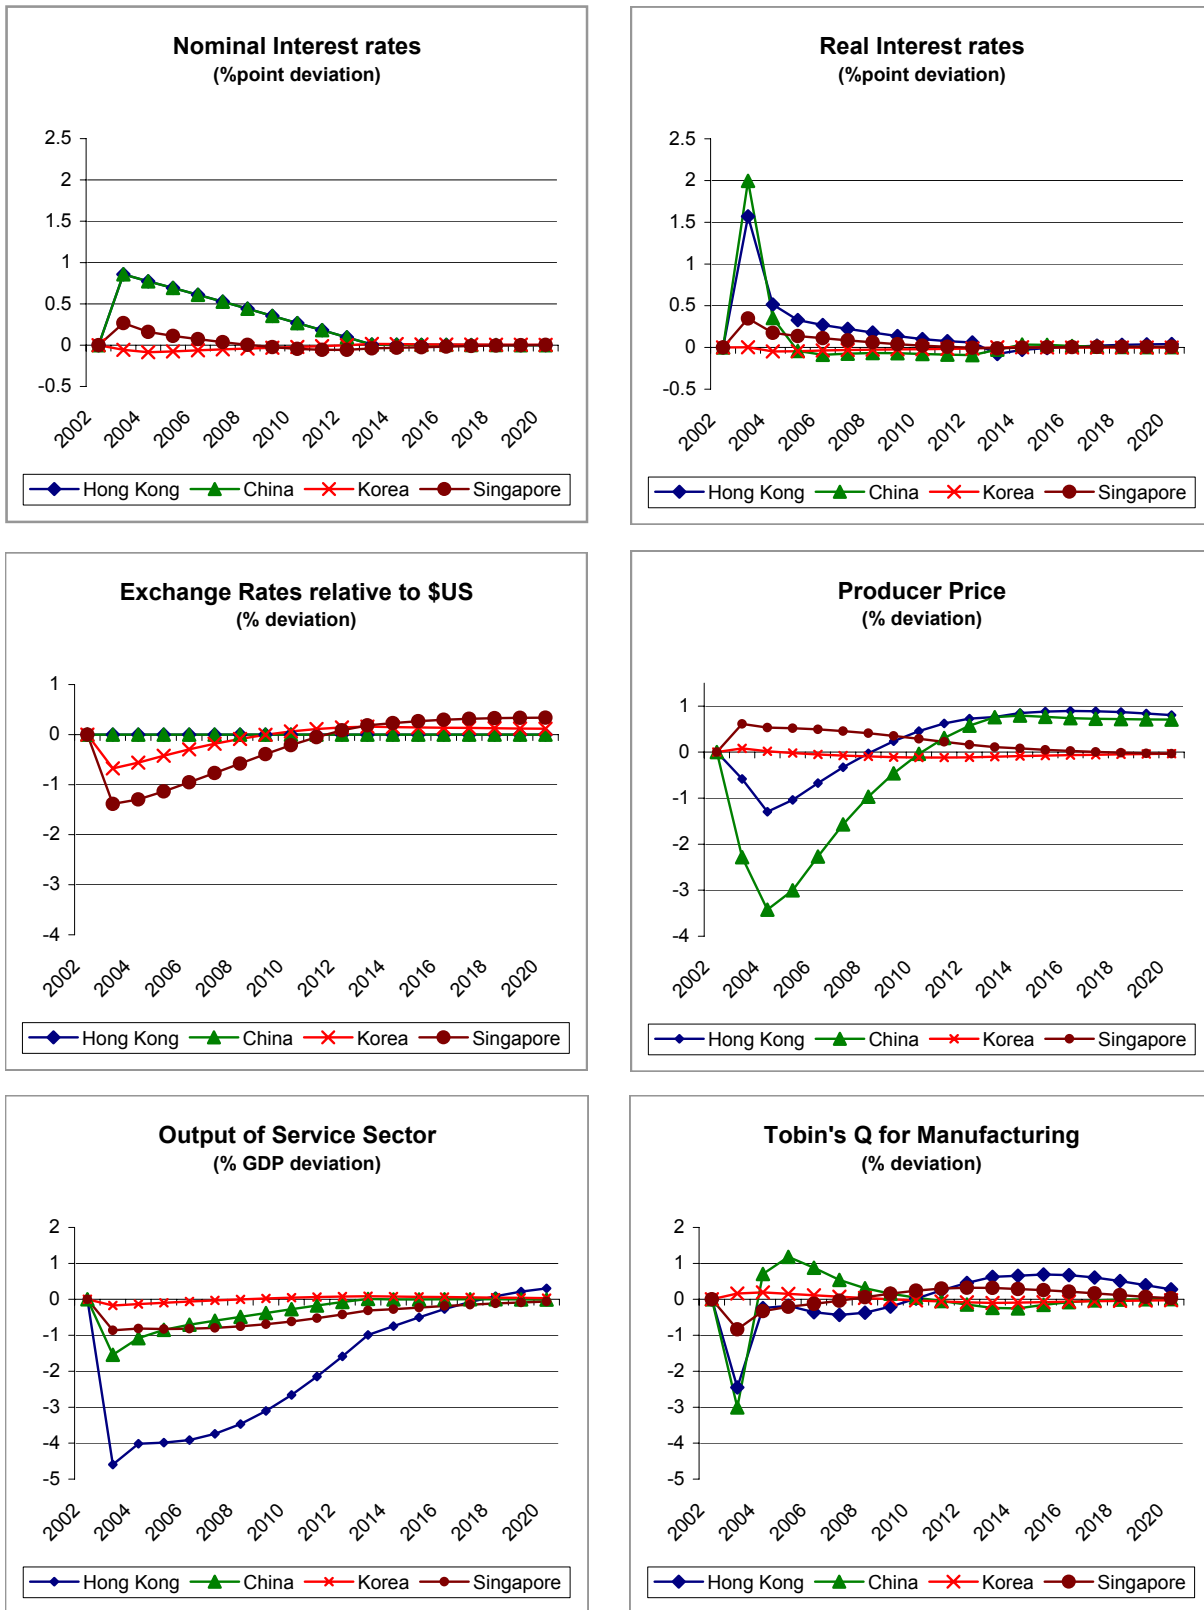 Nominal Interest rates
(%point deviation)
2.5
2
1.5
1
0.5
0
-0.5
2002 2004 2006 2008 2010 2012 2014 2016 2018 2020
Hong Kong China Korea Singapore
Real Interest rates
(%point deviation)
2.5
2
1.5
1
0.5
0
-0.5
2002 2004 2006 2008 2010 2012 2014 2016 2018 2020
Hong Kong China Korea Singapore
Exchange Rates relative to $US
(% deviation)
1
0
-1
-2
-3
-4
2002 2004 2006 2008 2010 2012 2014 2016 2018 2020
Hong Kong China Korea Singapore
Producer Price
(% deviation)
1
0
-1
-2
-3
-4
2002 2004 2006 2008 2010 2012 2014 2016 2018 2020
Hong Kong China Korea Singapore
Output of Service Sector
(% GDP deviation)
2
1
0
-1
-2
-3
-4
-5
2002 2004 2006 2008 2010 2012 2014 2016 2018 2020
Hong Kong China Korea Singapore
Tobin's Q for Manufacturing
(% deviation)
2
1
0
-1
-2
-3
-4
-5
2002 2004 2006 2008 2010 2012 2014 2016 2018 2020
Hong Kong China Korea Singapore